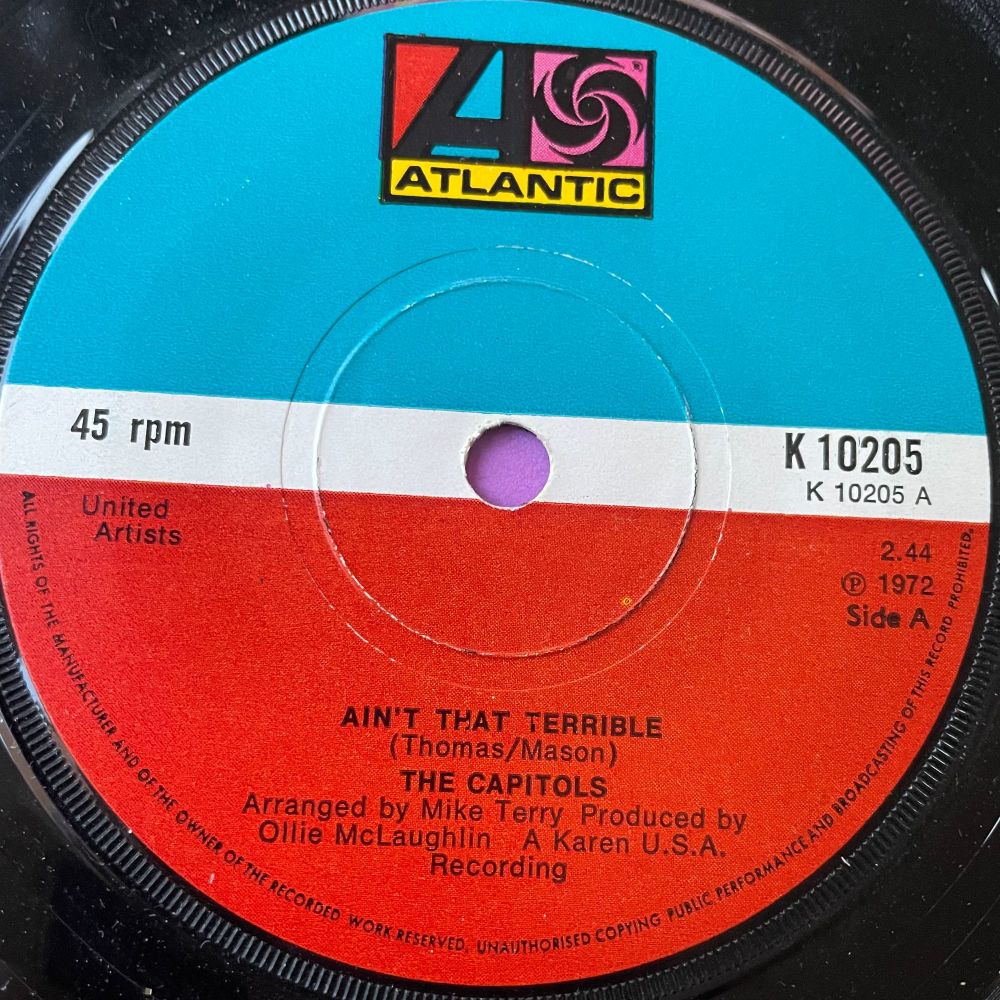 A ®
ATLANTIC
45 rpm
K 10205
K 10205 A
United
Artists
2.44
℗ 1972
Side A
AIN'T THAT TERRIBLE
(Thomas/Mason)
THE CAPITOLS
Arranged by Mike Terry Produced by
Ollie McLaughlin A Karen U.S.A.
Recording
ALL RIGHTS OF THE MANUFACTURER AND OF THE OWNER OF THE RECORDED WORK RESERVED, UNAUTHORISED COPYING PUBLIC PERFORMANCE AND BROADCASTING OF THIS RECORD PROHIBITED.